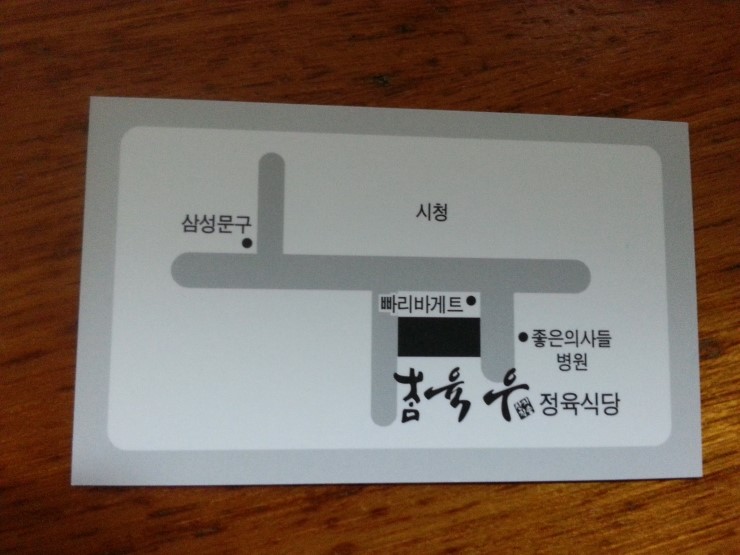 시청
삼성문구
빠리바게트
좋은의사들
병원
참육우 정육식당